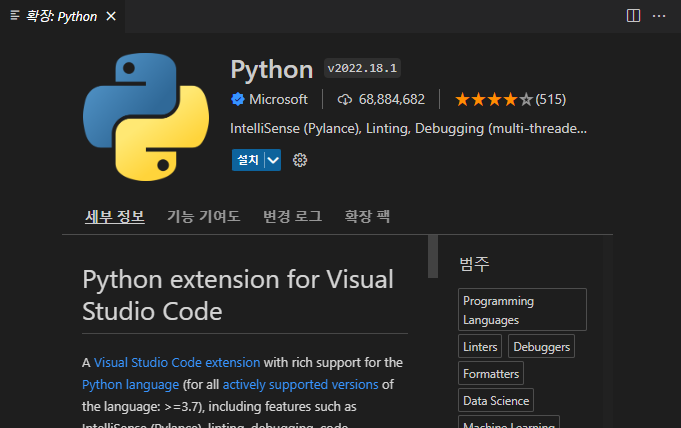 확장: Python
Python v2022.18.1
Microsoft 68,884,682 (515)
IntelliSense (Pylance), Linting, Debugging (multi-threade...
설치
세부 정보 기능 기여도 변경 로그 확장 팩
Python extension for Visual
Studio Code
A Visual Studio Code extension with rich support for the
Python language (for all actively supported versions of
the language: >=3.7), including features such as
IntelliSense (Pylance), linting, debugging, code
범주
Programming
Languages
Linters Debuggers
Formatters
Data Science
Machine Learning